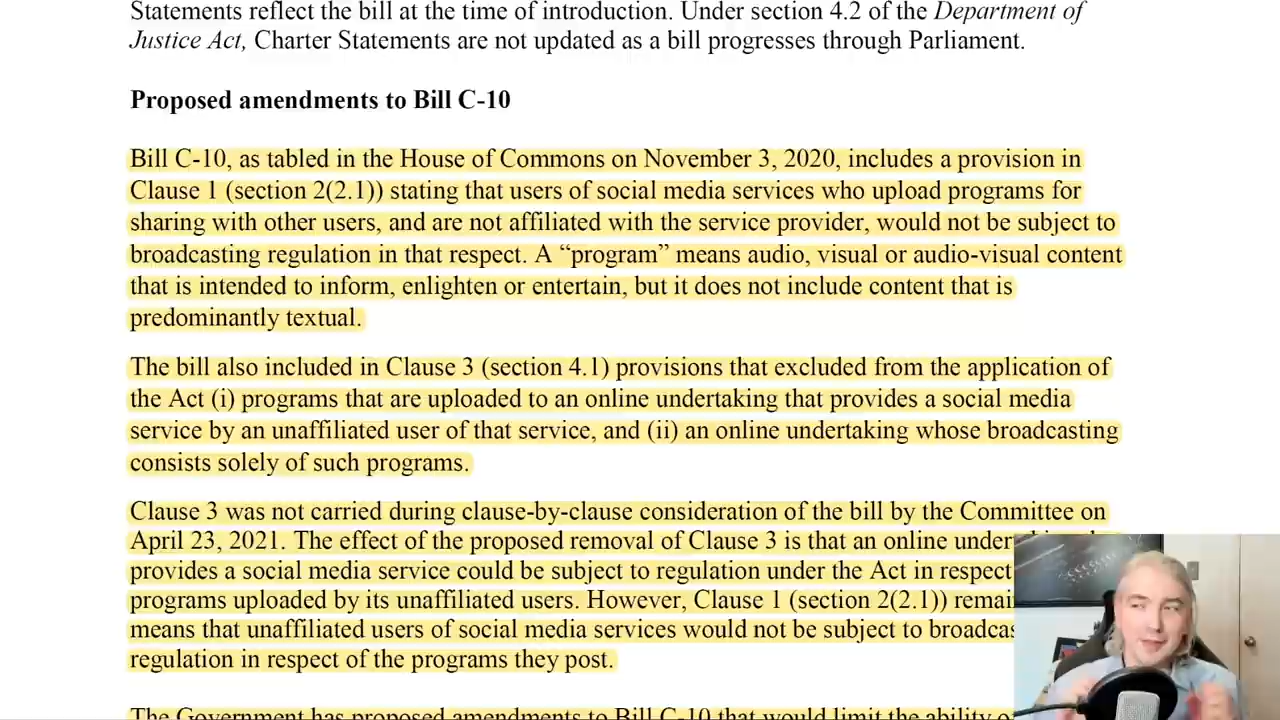 Statements reflect the bill at the time of introduction. Under section 4.2 of the Department of
Justice Act, Charter Statements are not updated as a bill progresses through Parliament.
Proposed amendments to Bill C-10
Bill C-10, as tabled in the House of Commons on November 3, 2020, includes a provision in
Clause 1 (section 2(2.1)) stating that users of social media services who upload programs for
sharing with other users, and are not affiliated with the service provider, would not be subject to
broadcasting regulation in that respect. A “program” means audio, visual or audio-visual content
that is intended to inform, enlighten or entertain, but it does not include content that is
predominantly textual.
The bill also included in Clause 3 (section 4.1) provisions that excluded from the application of
the Act (i) programs that are uploaded to an online undertaking that provides a social media
service by an unaffiliated user of that service, and (ii) an online undertaking whose broadcasting
consists solely of such programs.
Clause 3 was not carried during clause-by-clause consideration of the bill by the Committee on
April 23, 2021. The effect of the proposed removal of Clause 3 is that an online
provides a social media service could be subject to regulation under the Act in respect
programs uploaded by its unaffiliated users. However, Clause 1 (section 2(2.1))
means that unaffiliated users of social media services would not be subject to
regulation in respect of the programs they post.
The Government has proposed amendments to Bill C-10 that would limit the ability